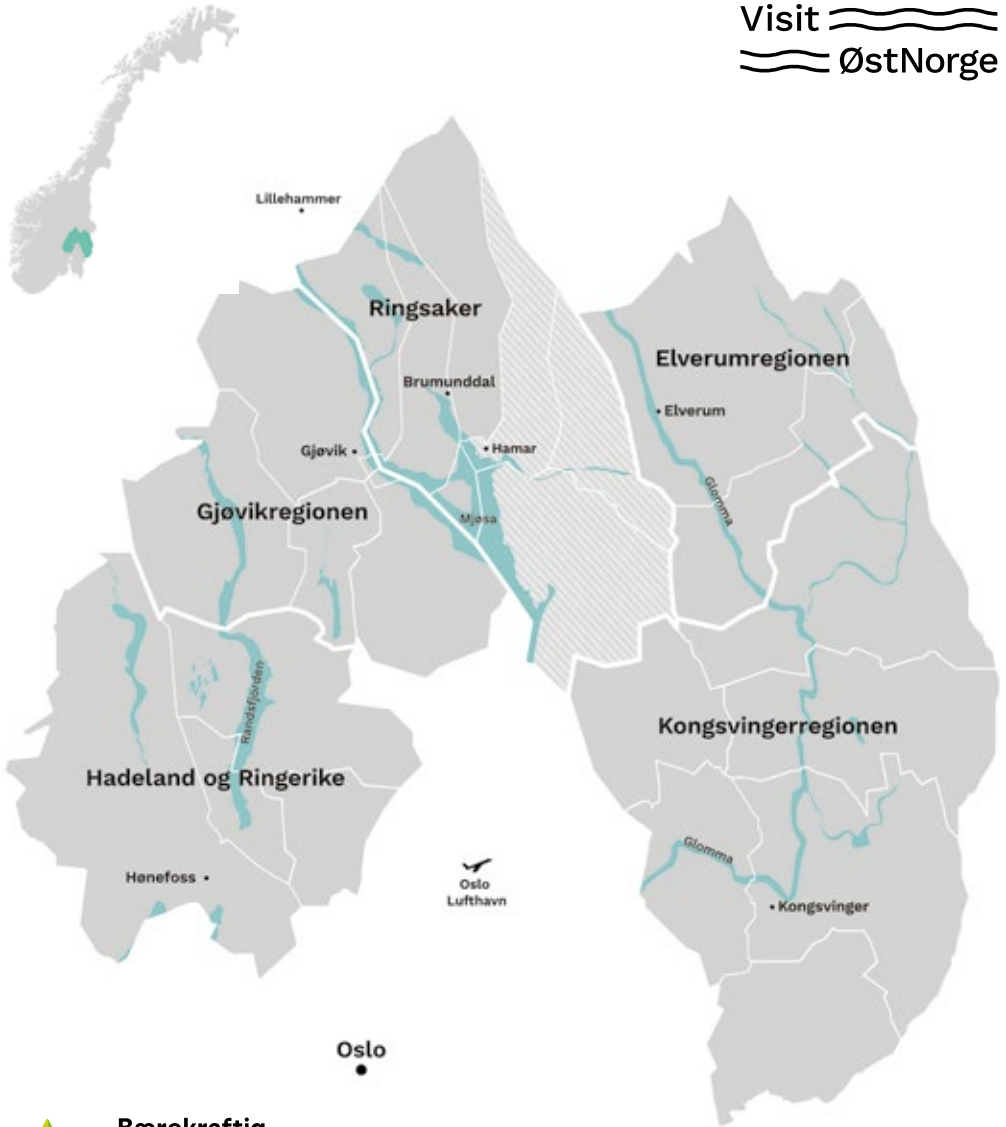 Visit
ØstNorge
Lillehammer
Ringsaker
Elverumregionen
Brumunddal
Elverum
Gjøvik
Hamar
Glomma
Gjøvikregionen
Mjøsa
Randsfjorden
Kongsvingerregionen
Hadeland og Ringerike
Glomma
Hønefoss
Oslo
Lufthavn
Kongsvinger
Oslo
Bærekraftig